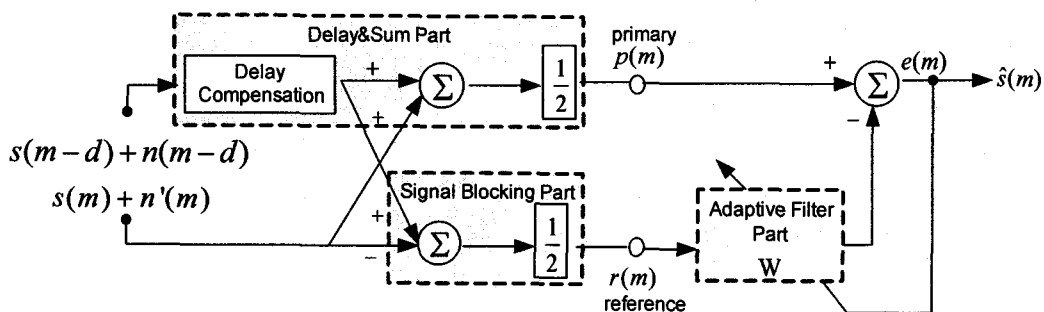 Delay&Sum Part
Delay
Compensation
+
+
Σ
1
2
primary
p(m)
+
Σ
e(m)
ŝ(m)
−
s(m−d)+n(m−d)
s(m)+n'(m)
Signal Blocking Part
+
−
Σ
1
2
r(m)
reference
Adaptive Filter
Part
W